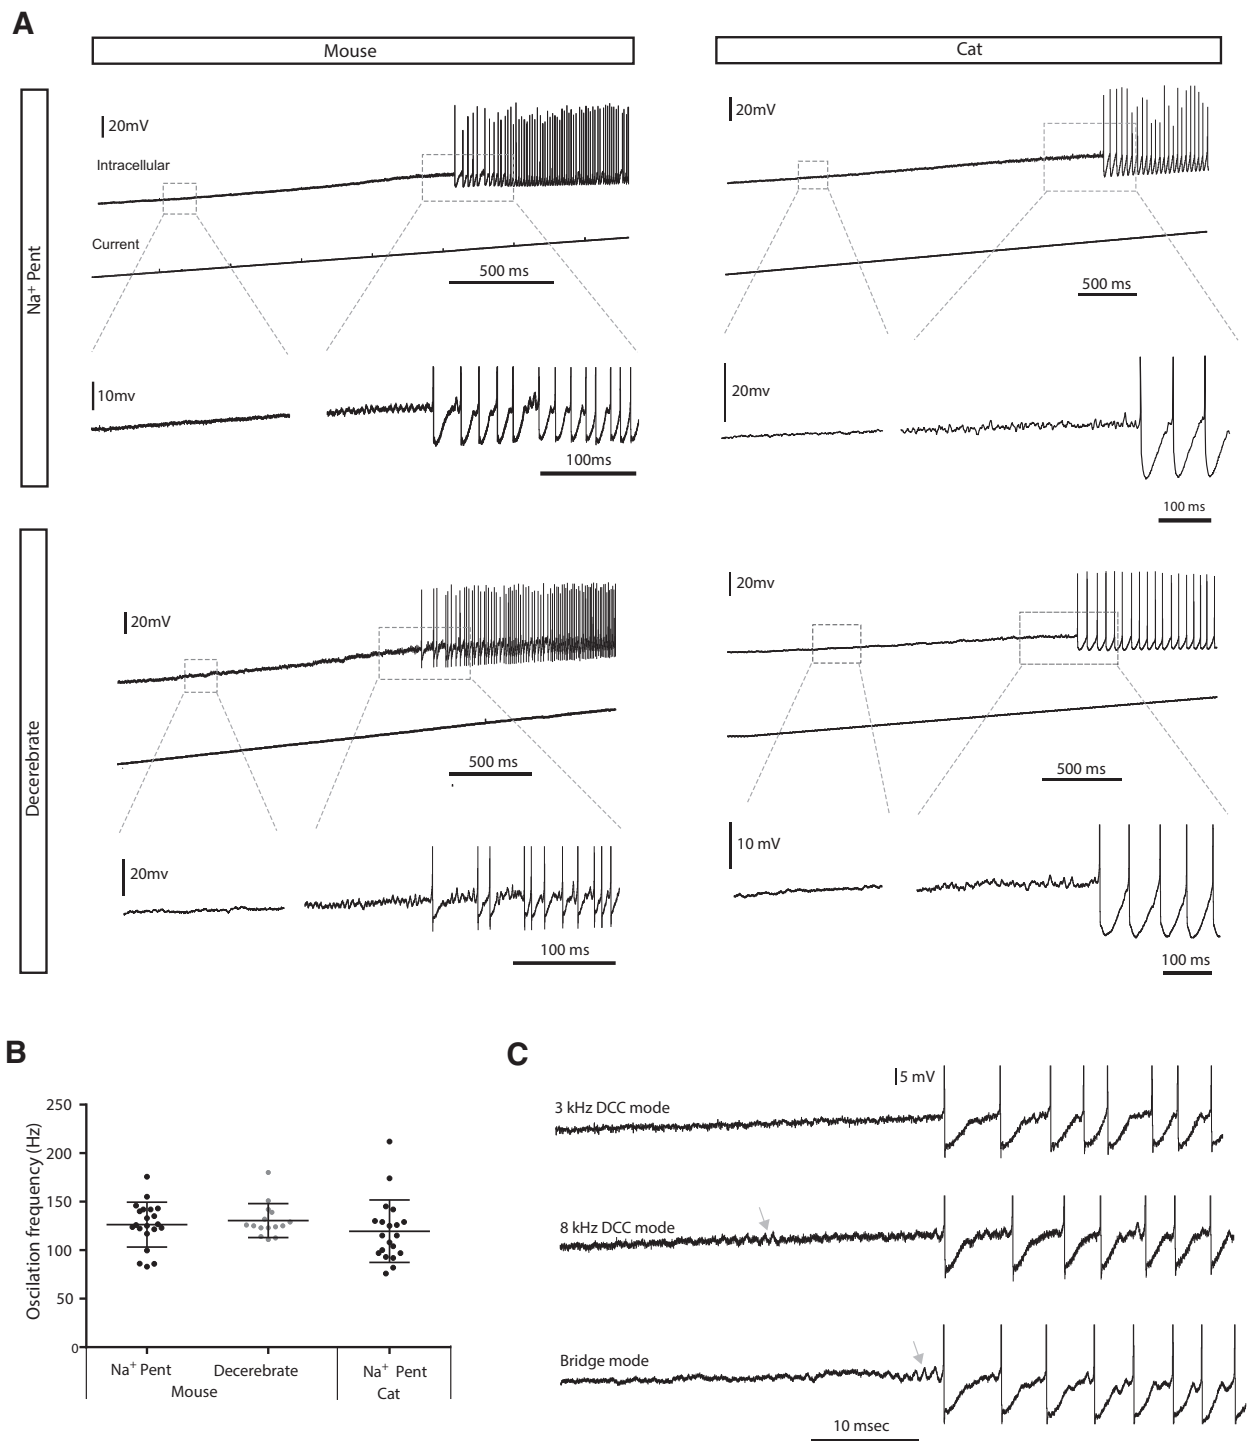 A
Mouse
Cat
Na+ Pent
20mV
Intracellular
Current
500 ms
10mv
100ms
20mV
500 ms
20mv
100 ms
Decerebrate
20mV
500 ms
20mv
100 ms
20mv
500 ms
10 mV
100 ms
B
Oscilation frequency (Hz)
250
200
150
100
50
0
Na+ Pent
Decerebrate
Na+ Pent
Mouse
Cat
C
5 mV
3 kHz DCC mode
8 kHz DCC mode
Bridge mode
10 msec